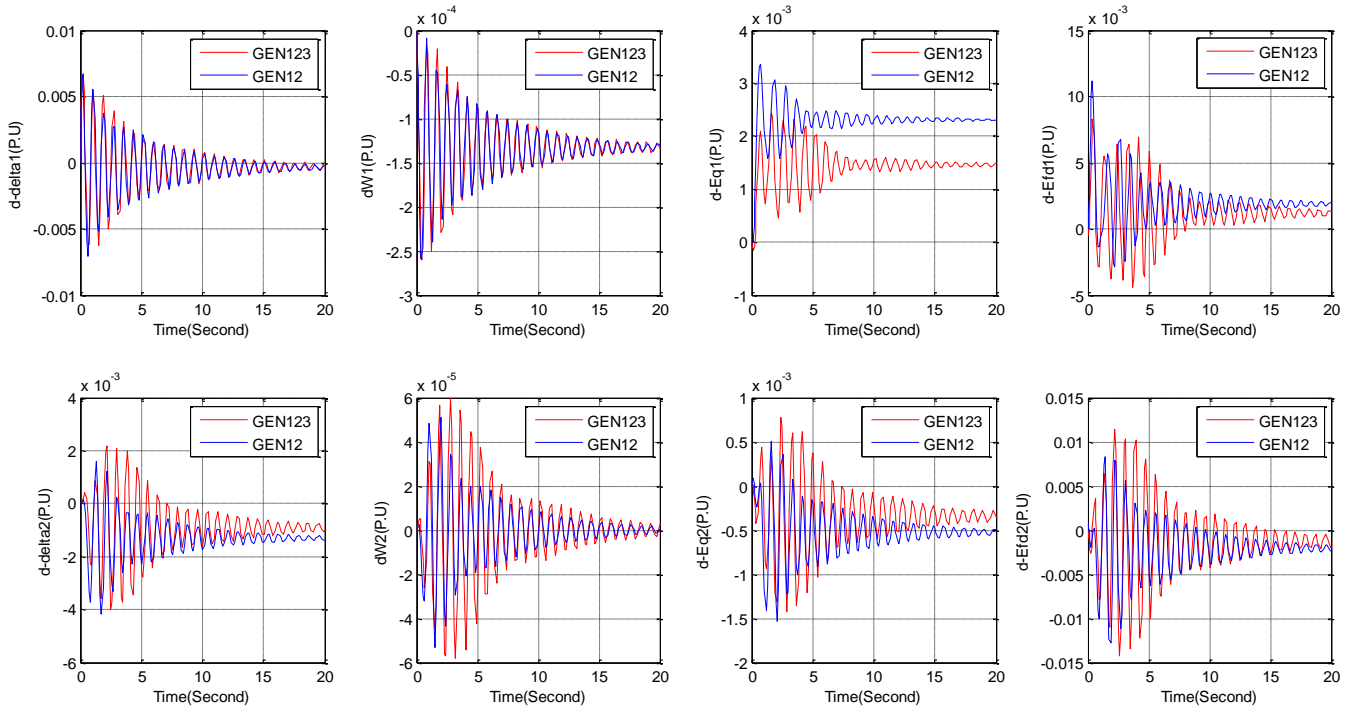 0.01
0.005
0
-0.005
-0.01
0 5 10 15 20
Time(Second)
d-delta1(P.U)
GEN123
GEN12
x 10 -4
0
-0.5
-1
-1.5
-2
-2.5
-3
0 5 10 15 20
Time(Second)
dW1(P.U)
GEN123
GEN12
x 10 -3
4
3
2
1
0
-1
0 5 10 15 20
Time(Second)
d-Eq1(P.U)
GEN123
GEN12
x 10 -3
15
10
5
0
-5
0 5 10 15 20
Time(Second)
d-Efd1(P.U)
GEN123
GEN12
x 10 -3
4
2
0
-2
-4
-6
0 5 10 15 20
Time(Second)
d-delta2(P.U)
GEN123
GEN12
x 10 -5
6
4
2
0
-2
-4
-6
0 5 10 15 20
Time(Second)
dW2(P.U)
GEN123
GEN12
x 10 -3
1
0.5
0
-0.5
-1
-1.5
-2
0 5 10 15 20
Time(Second)
d-Eq2(P.U)
GEN123
GEN12
0.015
0.01
0.005
0
-0.005
-0.01
-0.015
0 5 10 15 20
Time(Second)
d-Efd2(P.U)
GEN123
GEN12